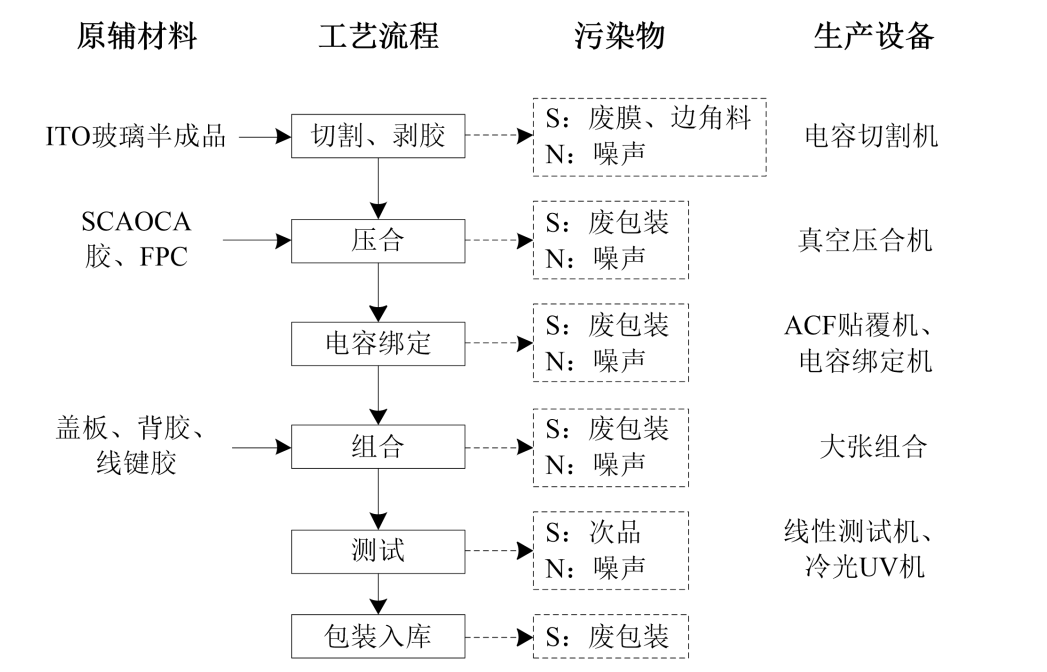 原辅材料
工艺流程
污染物
生产设备
ITO玻璃半成品
切割、剥胶
S：废膜、边角料
N：噪声
电容切割机
SCAOCA
胶、FPC
压合
S：废包装
N：噪声
真空压合机
电容绑定
S：废包装
N：噪声
ACF贴覆机、
电容绑定机
盖板、背胶、
线键胶
组合
S：废包装
N：噪声
大张组合
测试
S：次品
N：噪声
线性测试机、
冷光UV机
包装入库
S：废包装